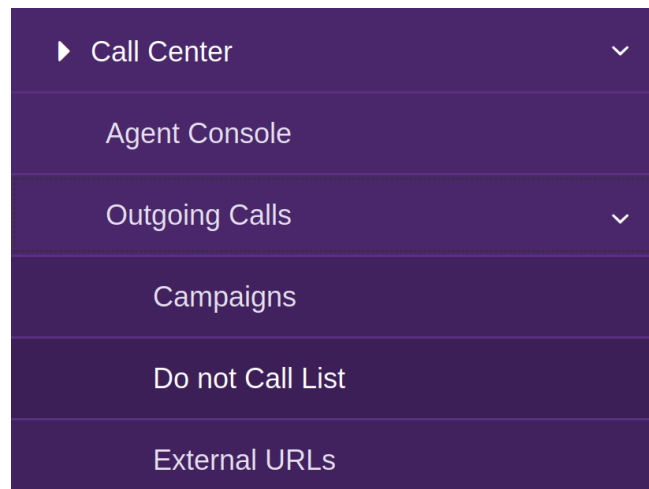 Call Center
Agent Console
Outgoing Calls
Campaigns
Do not Call List
External URLs